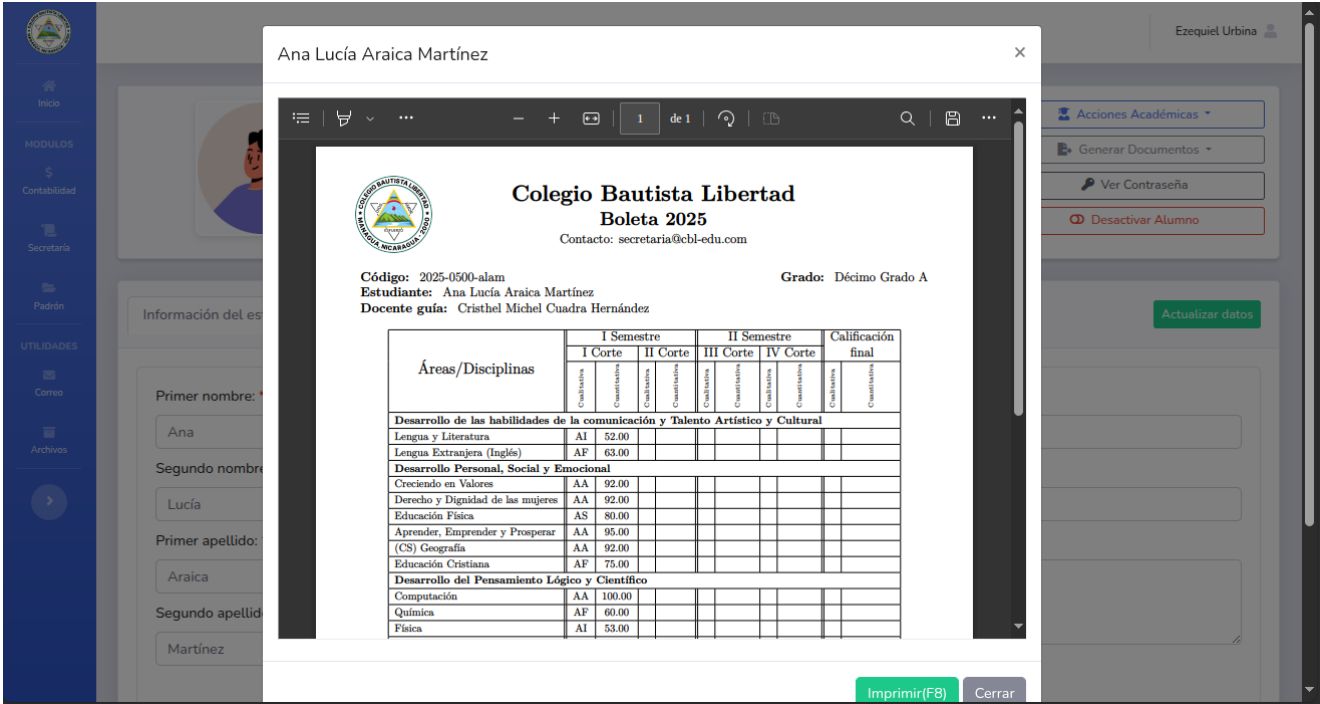 Ezequiel Urbina
Inicio
MODULOS
Contabilidad
Secretaría
Padrón
UTILIDADES
Correo
Archivos
Acciones Académicas
Generar Documentos
Ver Contraseña
Desactivar Alumno
Información del es
Actualizar datos
Primer nombre: *
Ana
Segundo nombre
Lucía
Primer apellido:
Araica
Segundo apellid
Martínez
Ana Lucía Araica Martínez
×
1 de 1
COLEGIO BAUTISTA LIBERTAD
MANAGUA, NICARAGUA - 2000
Colegio Bautista Libertad
Boleta 2025
Contacto: secretaria@cbl-edu.com
Código: 2025-0500-alam Grado: Décimo Grado A
Estudiante: Ana Lucía Araica Martínez
Docente guía: Cristhel Michel Cuadra Hernández
Áreas/Disciplinas
I Semestre II Semestre Calificación final
I Corte II Corte III Corte IV Corte
Cualitativa Cuantitativa Cualitativa Cuantitativa Cualitativa Cuantitativa Cualitativa Cuantitativa Cualitativa Cuantitativa
Desarrollo de las habilidades de la comunicación y Talento Artístico y Cultural
Lengua y Literatura AI 52.00
Lengua Extranjera (Inglés) AF 63.00
Desarrollo Personal, Social y Emocional
Creciendo en Valores AA 92.00
Derecho y Dignidad de las mujeres AA 92.00
Educación Física AS 80.00
Aprender, Emprender y Prosperar AA 95.00
(CS) Geografía AA 92.00
Educación Cristiana AF 75.00
Desarrollo del Pensamiento Lógico y Científico
Computación AA 100.00
Química AF 60.00
Física AI 53.00
Imprimir(F8) Cerrar